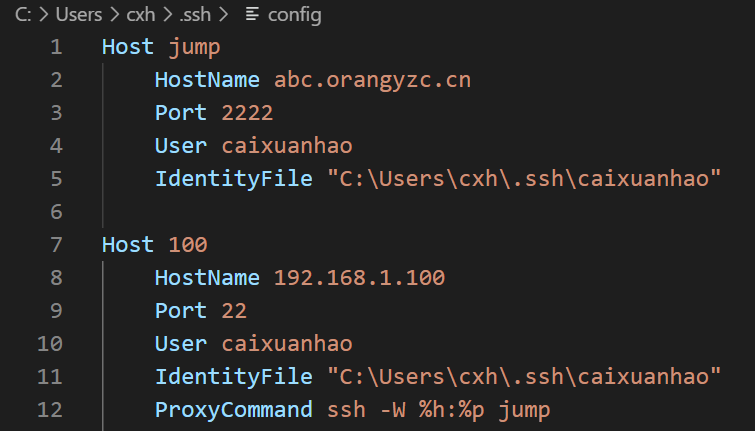 C: > Users > cxh > .ssh > config
1 Host jump
2 HostName abc.orangyzc.cn
3 Port 2222
4 User caixuanhao
5 IdentityFile "C:\Users\cxh\.ssh\caixuanhao"
6
7 Host 100
8 HostName 192.168.1.100
9 Port 22
10 User caixuanhao
11 IdentityFile "C:\Users\cxh\.ssh\caixuanhao"
12 ProxyCommand ssh -W %h:%p jump